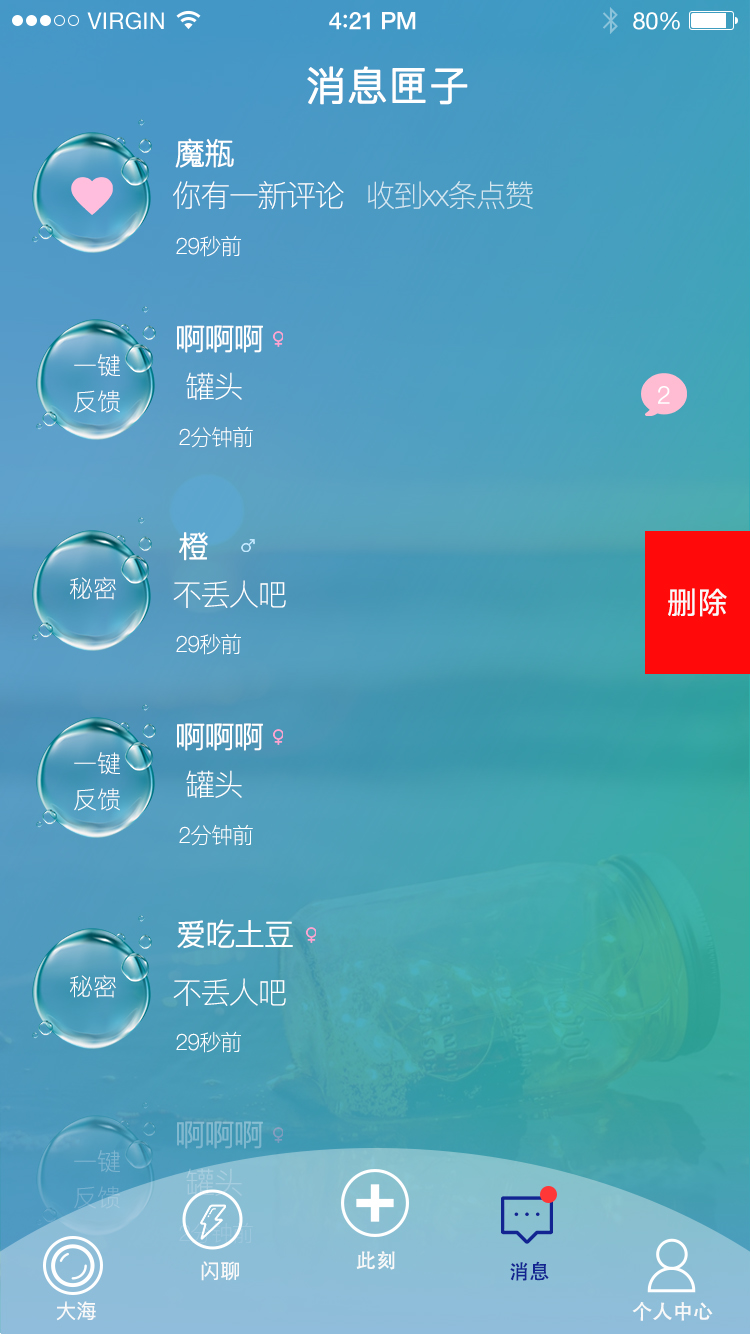 VIRGIN 4:21 PM 80%
消息匣子
魔瓶
你有一新评论 收到xx条点赞
29秒前
一键
反馈
啊啊啊♀
罐头
2
2分钟前
秘密
橙 ♂
不丢人吧
29秒前
删除
一键
反馈
啊啊啊♀
罐头
2分钟前
秘密
爱吃土豆♀
不丢人吧
29秒前
一键
反馈
啊啊啊♀
罐头
大海
闪聊
此刻
消息
个人中心